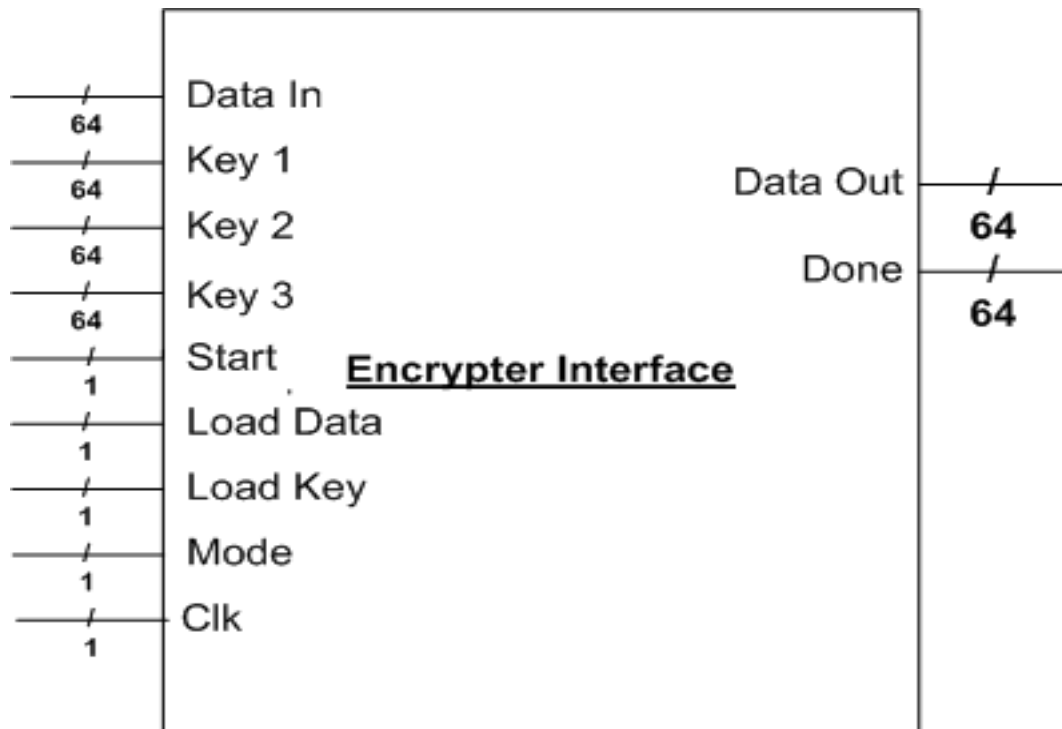 Data In
64
Key 1
64
Key 2
64
Key 3
64
Start
1
Load Data
1
Load Key
1
Mode
1
Clk
1
Encrypter Interface
Data Out
64
Done
64